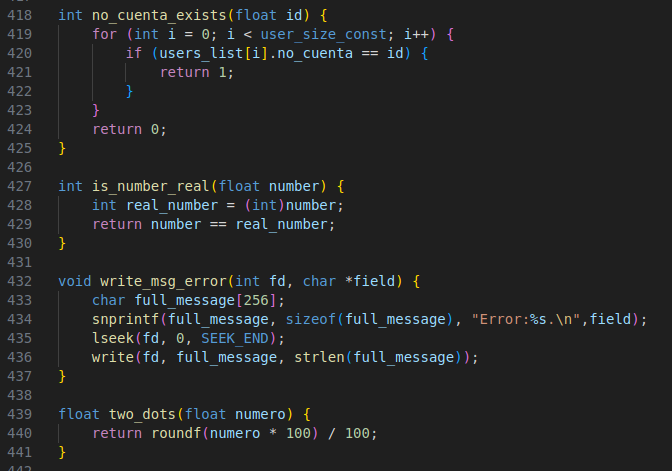 418 int no_cuenta_exists(float id) {
419     for (int i = 0; i < user_size_const; i++) {
420         if (users_list[i].no_cuenta == id) {
421             return 1;
422         }
423     }
424     return 0;
425 }
426
427 int is_number_real(float number) {
428     int real_number = (int)number;
429     return number == real_number;
430 }
431
432 void write_msg_error(int fd, char *field) {
433     char full_message[256];
434     snprintf(full_message, sizeof(full_message), "Error:%s.\n",field);
435     lseek(fd, 0, SEEK_END);
436     write(fd, full_message, strlen(full_message));
437 }
438
439 float two_dots(float numero) {
440     return roundf(numero * 100) / 100;
441 }